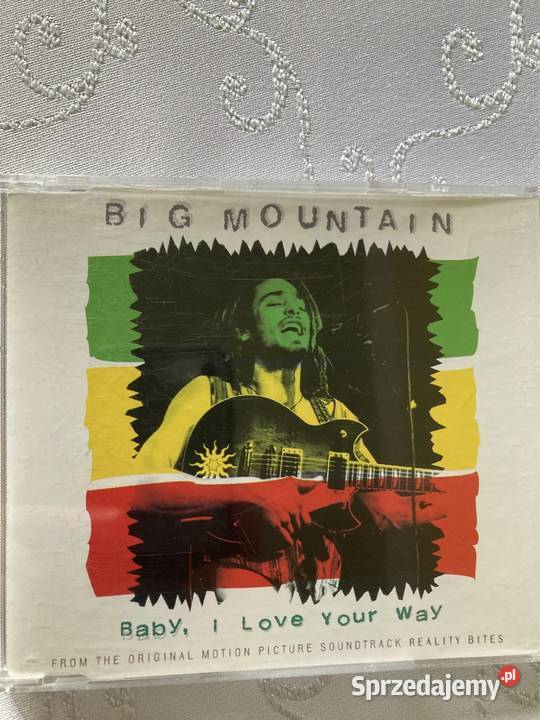 BIG MOUNTAIN
Baby, I Love Your Way
FROM THE ORIGINAL MOTION PICTURE SOUNDTRACK REALITY BITES
Sprzedajemy.pl